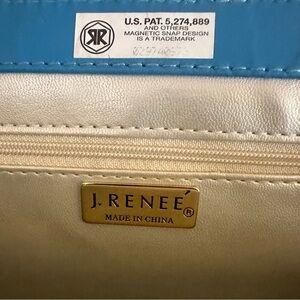 U.S. PAT. 5,274,889
AND OTHERS
MAGNETIC SNAP DESIGN
IS A TRADEMARK
J. RENEÉ®
MADE IN CHINA